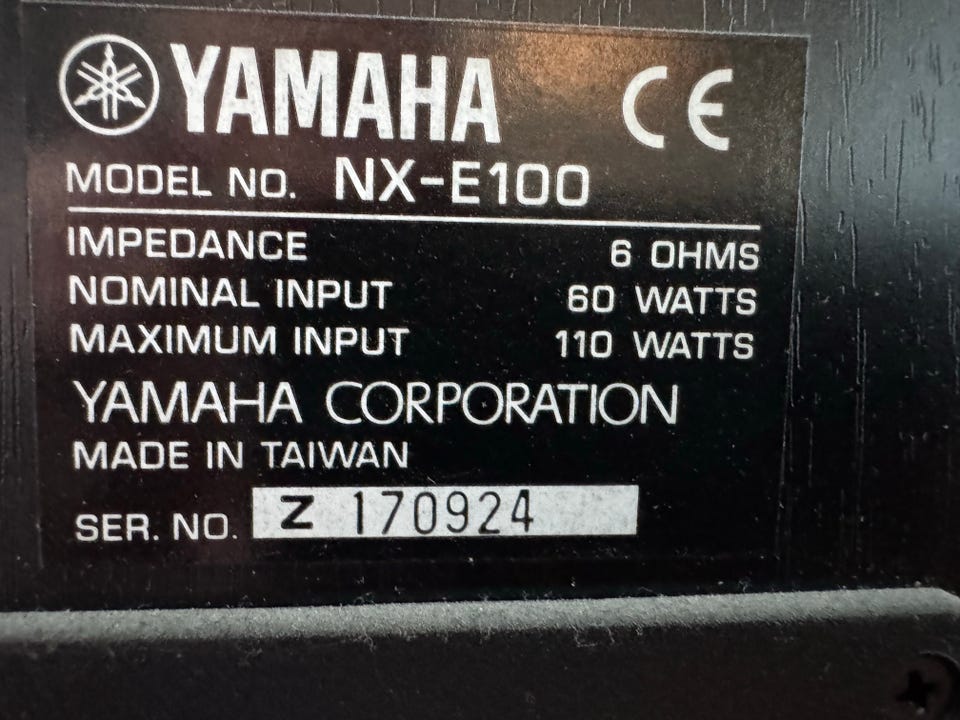 YAMAHA CE
MODEL NO. NX-E100
IMPEDANCE 6 OHMS
NOMINAL INPUT 60 WATTS
MAXIMUM INPUT 110 WATTS
YAMAHA CORPORATION
MADE IN TAIWAN
SER. NO. Z 170924